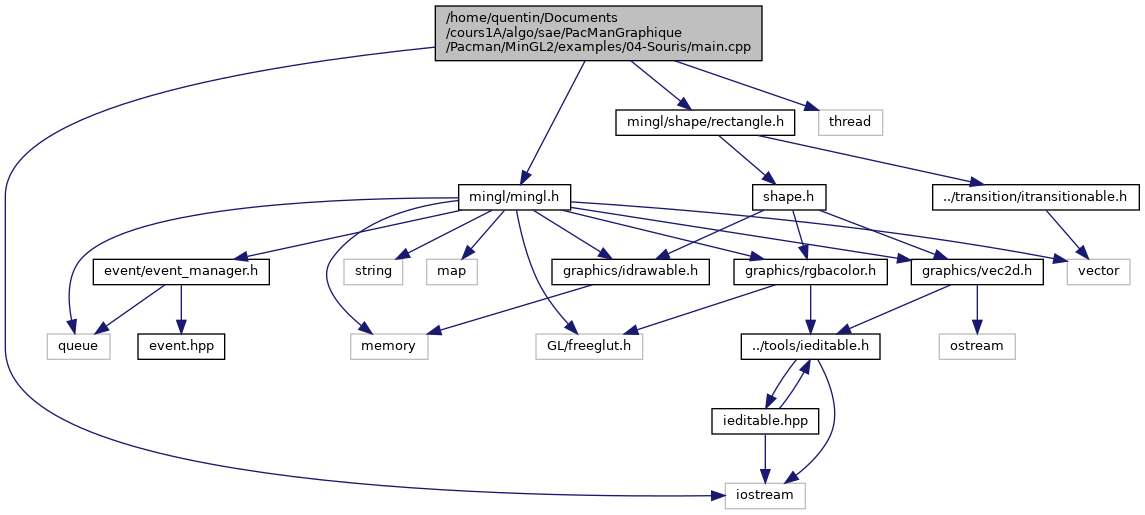 /home/quentin/Documents
/cours1A/algo/sae/PacManGraphique
/Pacman/MinGL2/examples/04-Souris/main.cpp
mingl/shape/rectangle.h
thread
mingl/mingl.h
shape.h
../transition/itransitionable.h
event/event_manager.h
string
map
graphics/idrawable.h
graphics/rgbacolor.h
graphics/vec2d.h
vector
queue
event.hpp
memory
GL/freeglut.h
../tools/ieditable.h
ostream
ieditable.hpp
iostream